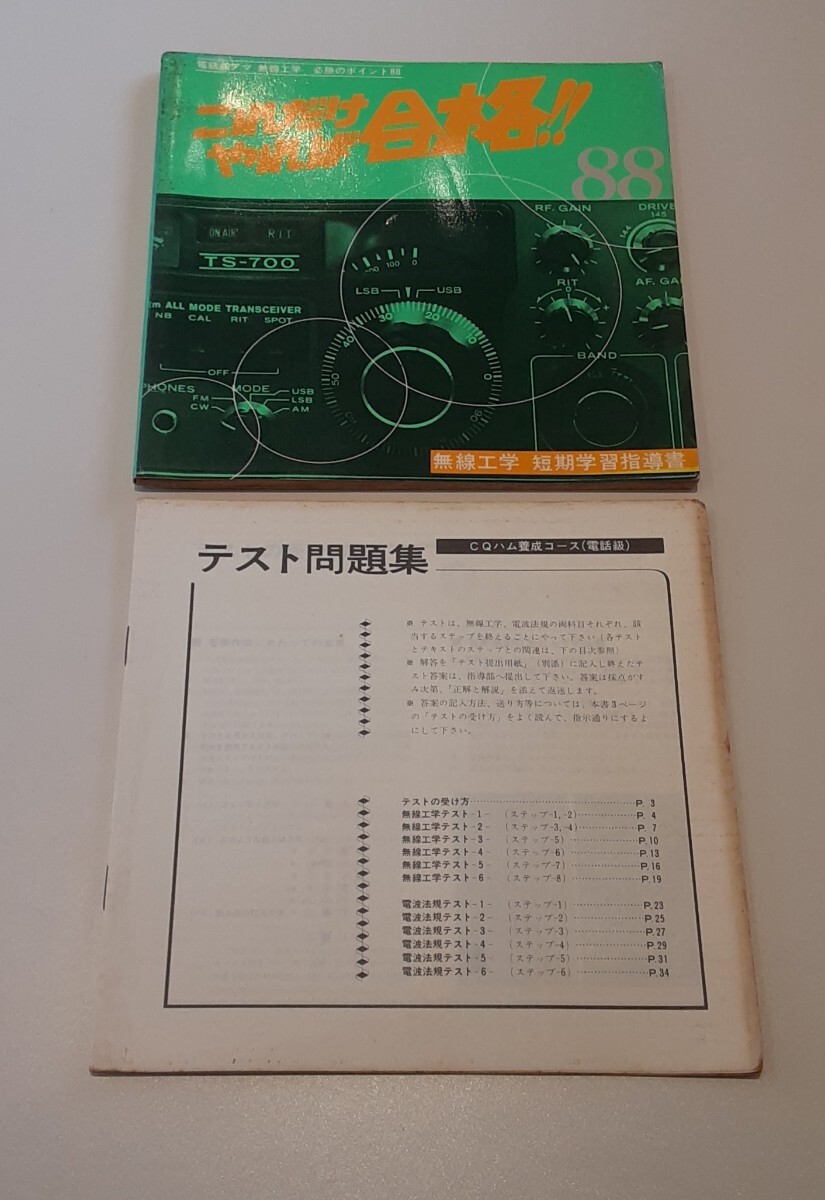 電話級アマ 無線工学、必勝のポイント88
これだけ
やれば合格!!
88
RF. GAIN
DRIVE
145
144
ON AIR RIT
TS-700
100 0
LSB USB
RIT
0
AF. GA
m ALL MODE TRANSCEIVER
NB CAL RIT SPOT
OFF
BAND
PHONES
MODE
USB
FM
LSB
CW
AM
50
40
30
20
10
0
90
無線工学 短期学習指導書
テスト問題集
CQハム養成コース(電話級)
※ テストは、無線工学、電波法規の両科目それぞれ、該
当するステップを終えるごとにやって下さい(各テスト
とテキストのステップとの関連は、下の目次参照)
※ 解答を「テスト提出用紙」(別添)に記入し終えたテ
スト答案は、指導部へ提出して下さい。答案は採点がす
み次第、「正解と解説」を添えて返送します。
※ 答案の記入方法、送り方等については、本書3ページ
の「テストの受け方」をよく読んで、指示通りにするよ
にして下さい。
テストの受け方……P. 3
無線工学テスト-1- (ステップ-1,-2)……P. 4
無線工学テスト-2- (ステップ-3,-4)……P. 7
無線工学テスト-3- (ステップ-5)……P.10
無線工学テスト-4- (ステップ-6)……P.13
無線工学テスト-5- (ステップ-7)……P.16
無線工学テスト-6- (ステップ-8)……P.19
電波法規テスト-1- (ステップ-1)……P.23
電波法規テスト-2- (ステップ-2)……P.25
電波法規テスト-3- (ステップ-3)……P.27
電波法規テスト-4- (ステップ-4)……P.29
電波法規テスト-5- (ステップ-5)……P.31
電波法規テスト-6- (ステップ-6)……P.34